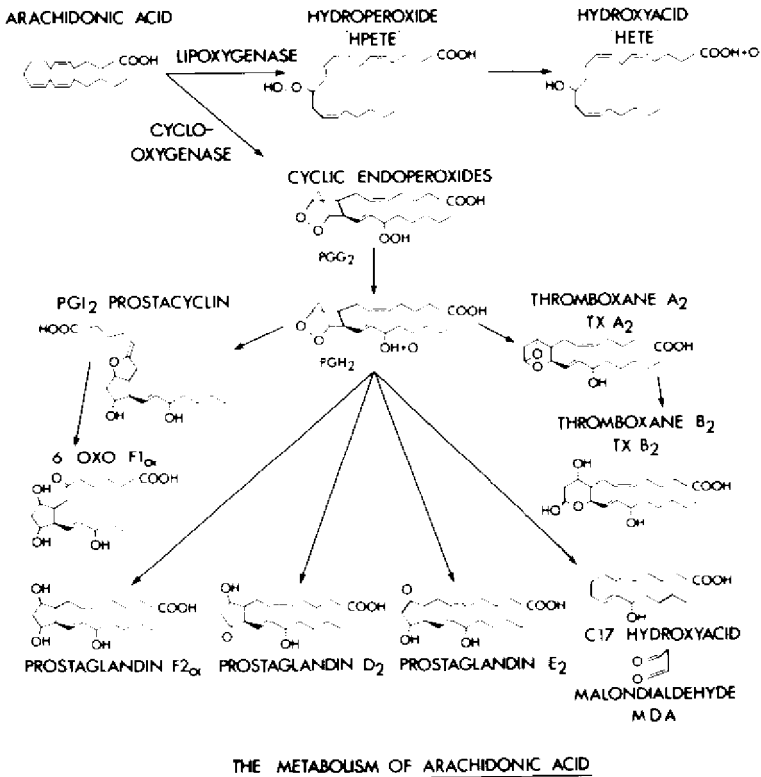 ARACHIDONIC ACID
HYDROPEROXIDE
'HPETE'
HYDROXYACID
'HETE'
COOH
LIPOXYGENASE
COOH
COOH+O
HO
O
HO
CYCLO-
OXYGENASE
CYCLIC ENDOPEROXIDES
COOH
O
O
OOH
PGG2
PGI2 PROSTACYCLIN
HOOC
O
OH
OH
COOH
O
O
OH+O
PGH2
THROMBOXANE A2
TX A2
COOH
O
O
OH
THROMBOXANE B2
TX B2
OH
COOH
HO
O
OH
6 OXO F1α
O
COOH
OH
OH
OH
OH
COOH
OH
OH
PROSTAGLANDIN F2α
OH
COOH
O
OH
PROSTAGLANDIN D2
O
COOH
OH
OH
PROSTAGLANDIN E2
COOH
OH
C17 HYDROXYACID
O
O
MALONDIALDEHYDE
MDA
THE METABOLISM OF ARACHIDONIC ACID